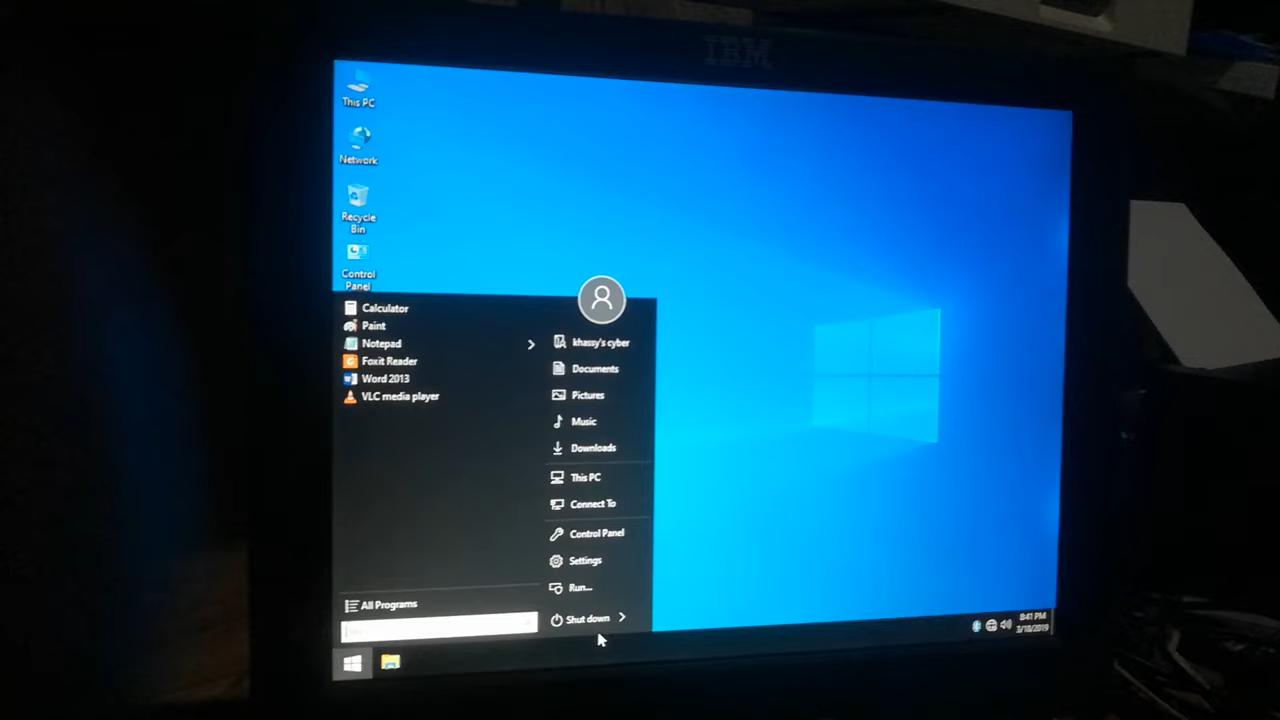 IBM
This PC
Network
Recycle
Bin
Control
Panel
Calculator
Paint
Notepad
Foxit Reader
Word 2013
VLC media player
All Programs
khassy's cyber
Documents
Pictures
Music
Downloads
This PC
Connect To
Control Panel
Settings
Run...
Shut down
8:41 PM
3/18/2019